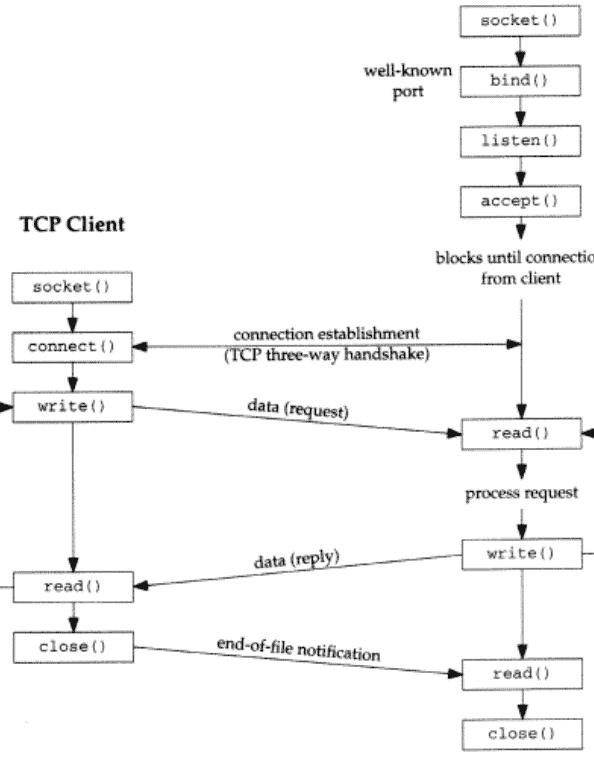 socket()
well-known
port
bind()
listen()
accept()
TCP Client
blocks until connectio
from client
socket()
connection establishment
(TCP three-way handshake)
connect()
write()
data (request)
read()
process request
data (reply)
write()
read()
close()
end-of-file notification
read()
close()